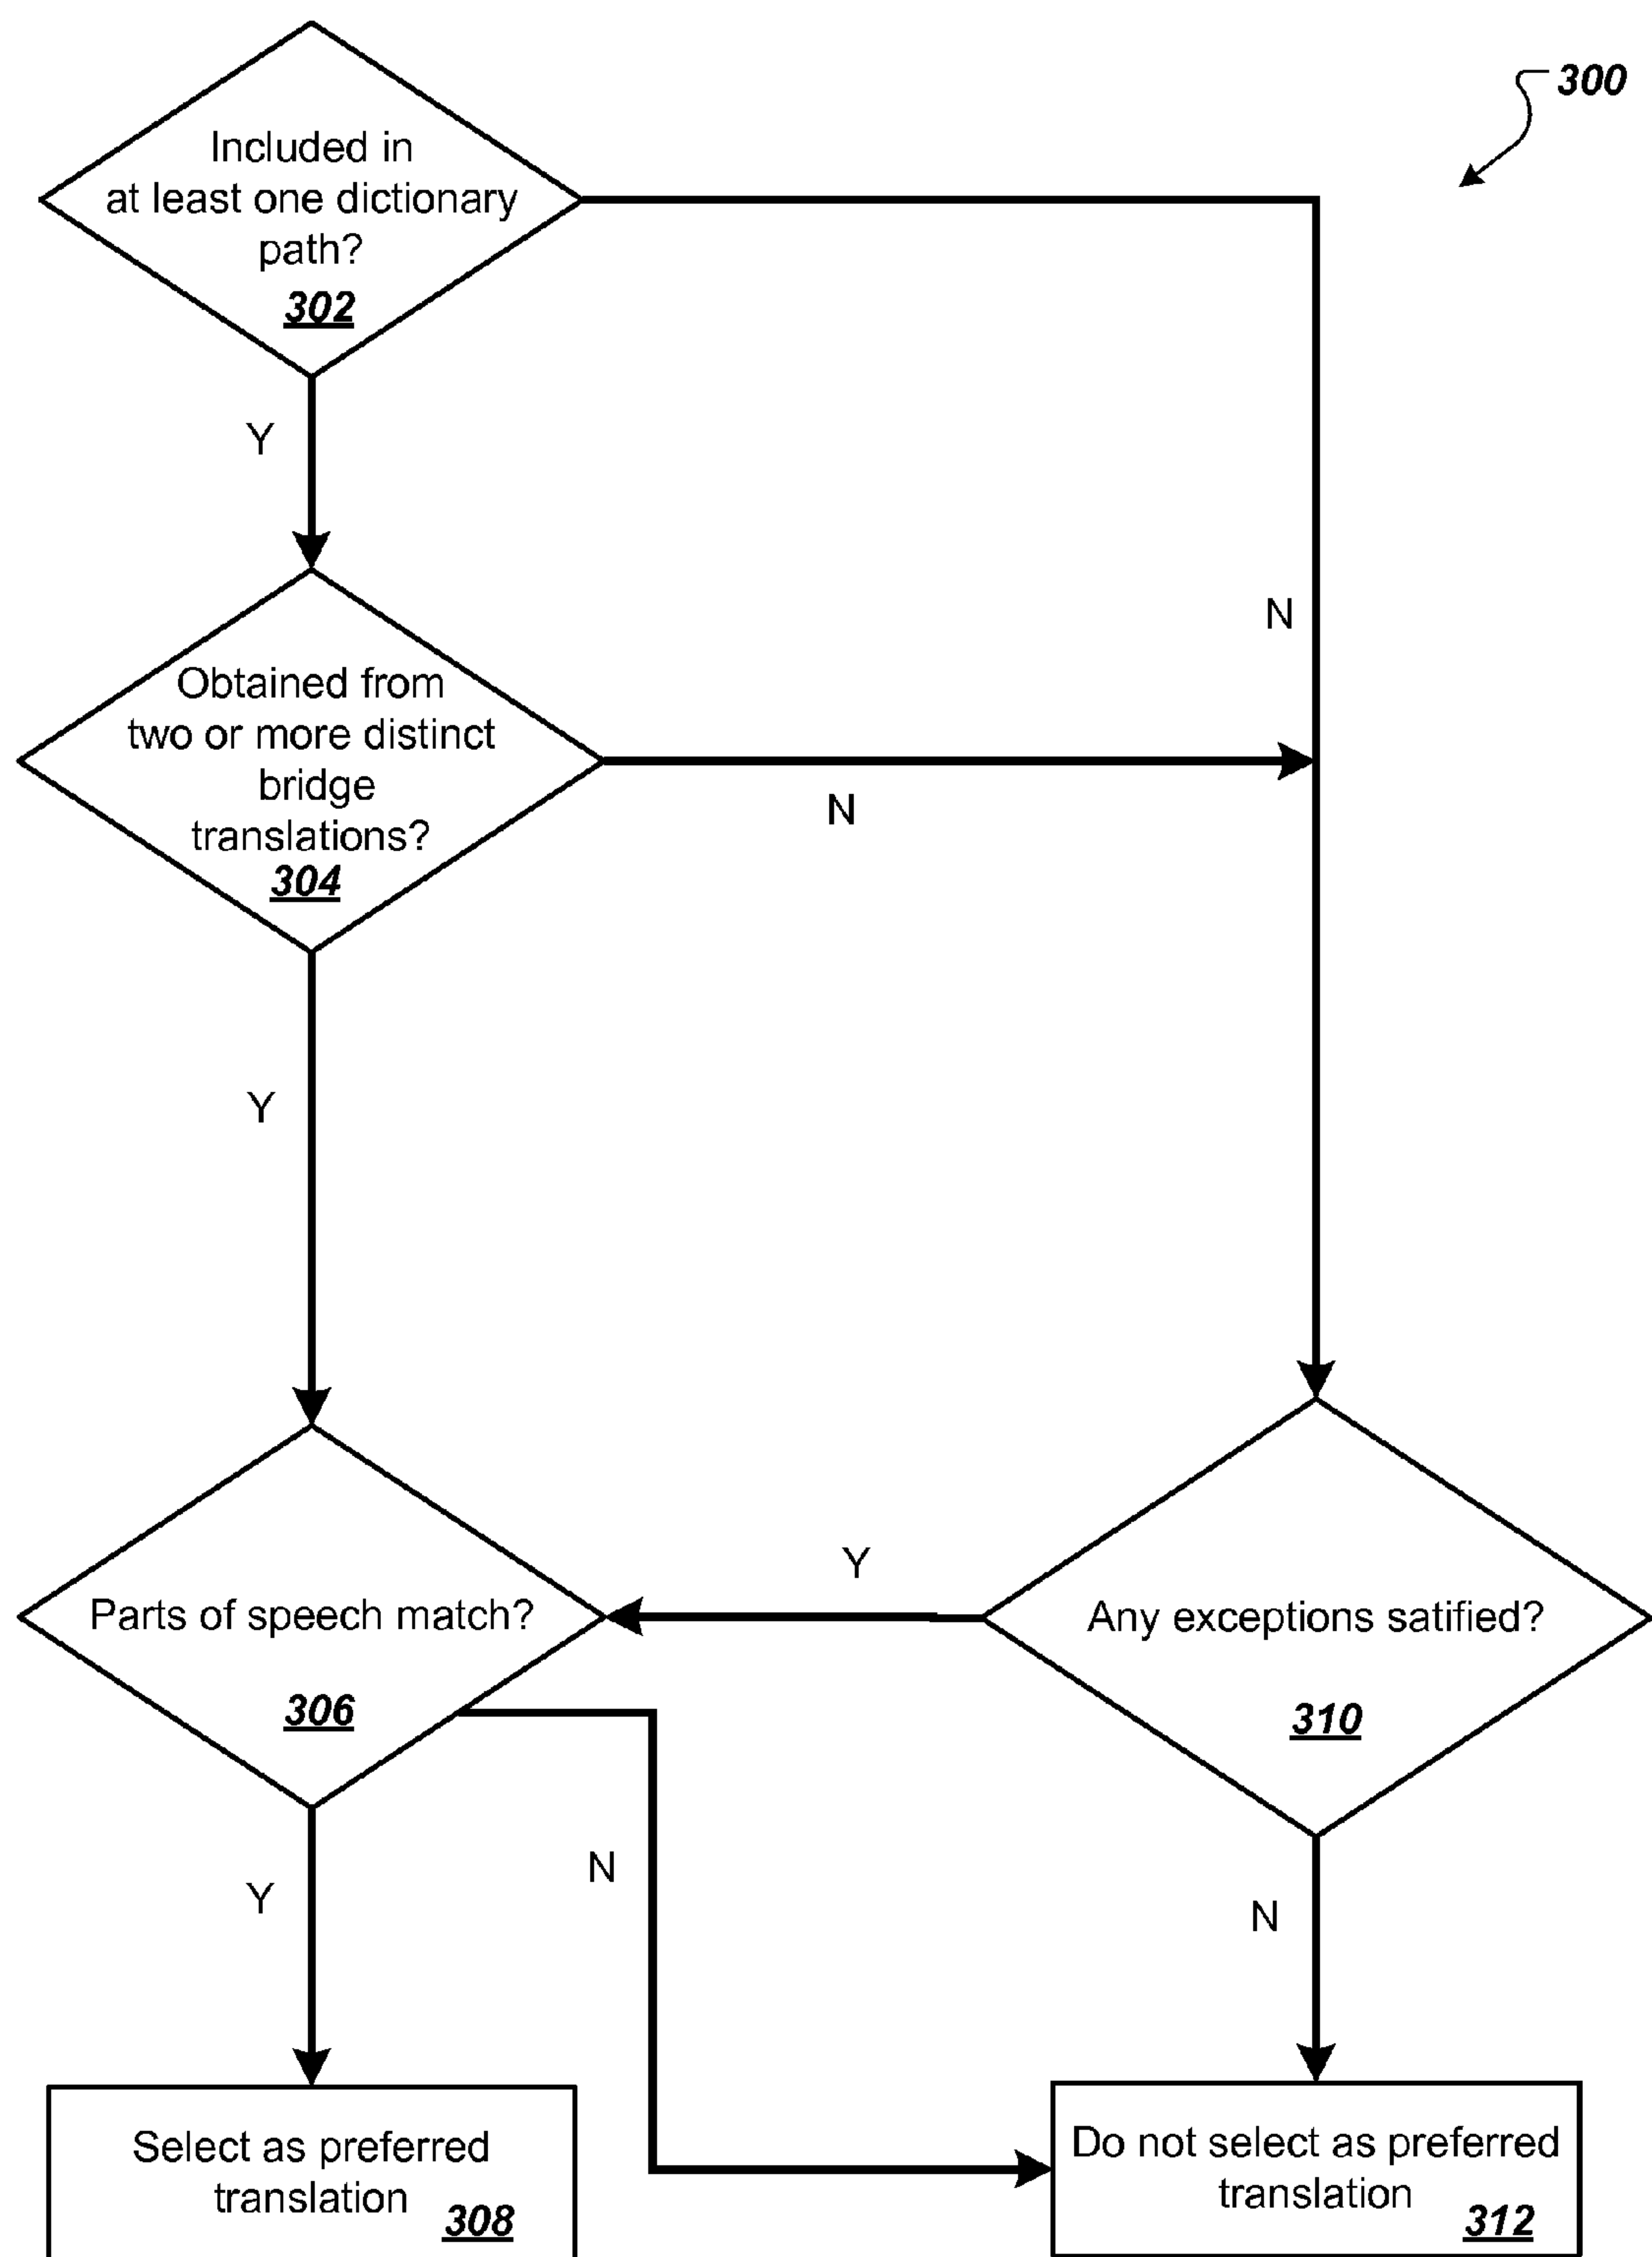 300
Included in
at least one dictionary
path?
302
Y
N
Obtained from
two or more distinct
bridge
translations?
304
N
Y
Y
Parts of speech match?
306
Any exceptions satified?
310
N
Y
N
Select as preferred
translation
308
Do not select as preferred
translation
312